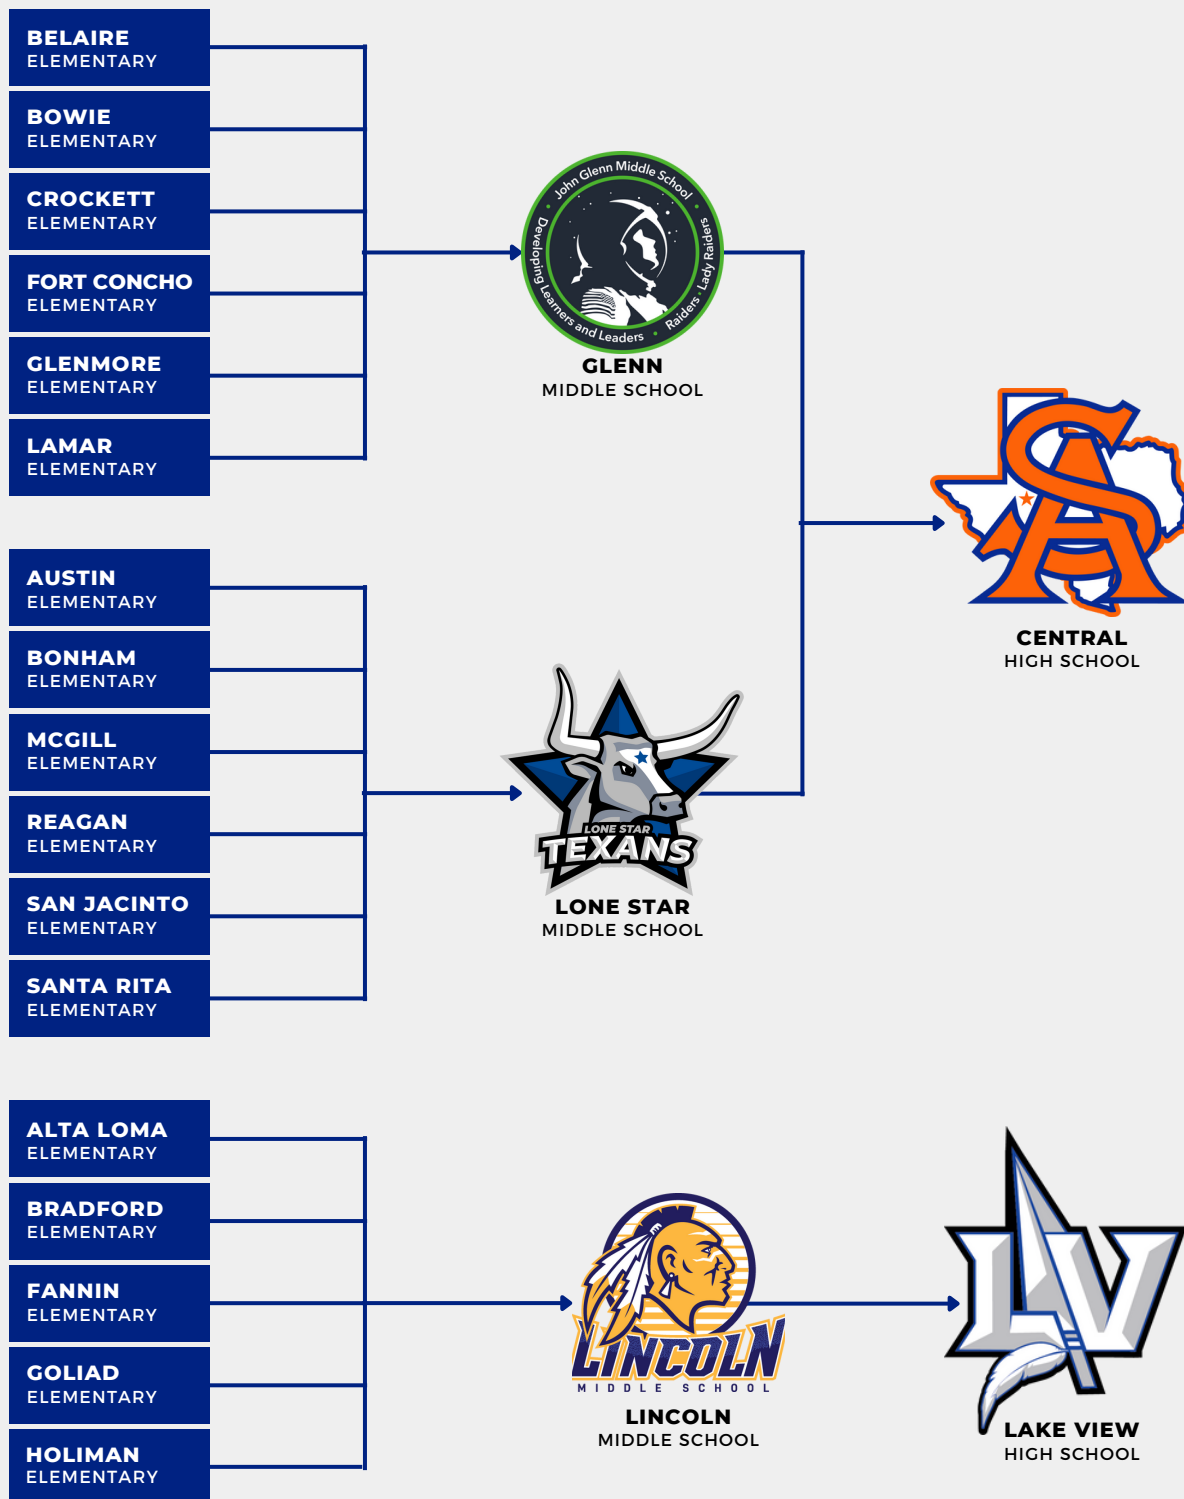 BELAIRE
ELEMENTARY
BOWIE
ELEMENTARY
CROCKETT
ELEMENTARY
FORT CONCHO
ELEMENTARY
GLENMORE
ELEMENTARY
LAMAR
ELEMENTARY
John Glenn Middle School
Developing Learners and Leaders
Raiders • Lady Raiders
GLENN
MIDDLE SCHOOL
SA
CENTRAL
HIGH SCHOOL
AUSTIN
ELEMENTARY
BONHAM
ELEMENTARY
MCGILL
ELEMENTARY
REAGAN
ELEMENTARY
SAN JACINTO
ELEMENTARY
SANTA RITA
ELEMENTARY
LONE STAR
TEXANS
LONE STAR
MIDDLE SCHOOL
ALTA LOMA
ELEMENTARY
BRADFORD
ELEMENTARY
FANNIN
ELEMENTARY
GOLIAD
ELEMENTARY
HOLIMAN
ELEMENTARY
LINCOLN
MIDDLE SCHOOL
LINCOLN
MIDDLE SCHOOL
LV
LAKE VIEW
HIGH SCHOOL